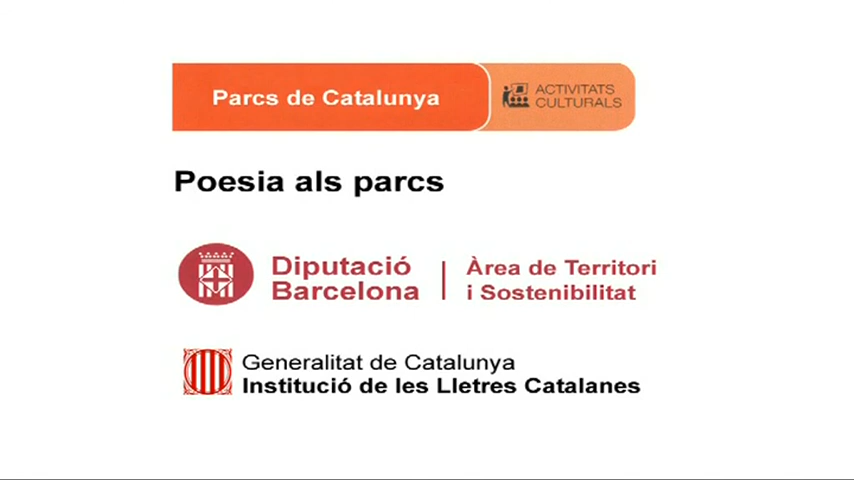 Parcs de Catalunya
ACTIVITATS
CULTURALS
Poesia als parcs
Diputació
Barcelona
Àrea de Territori
i Sostenibilitat
Generalitat de Catalunya
Institució de les Lletres Catalanes